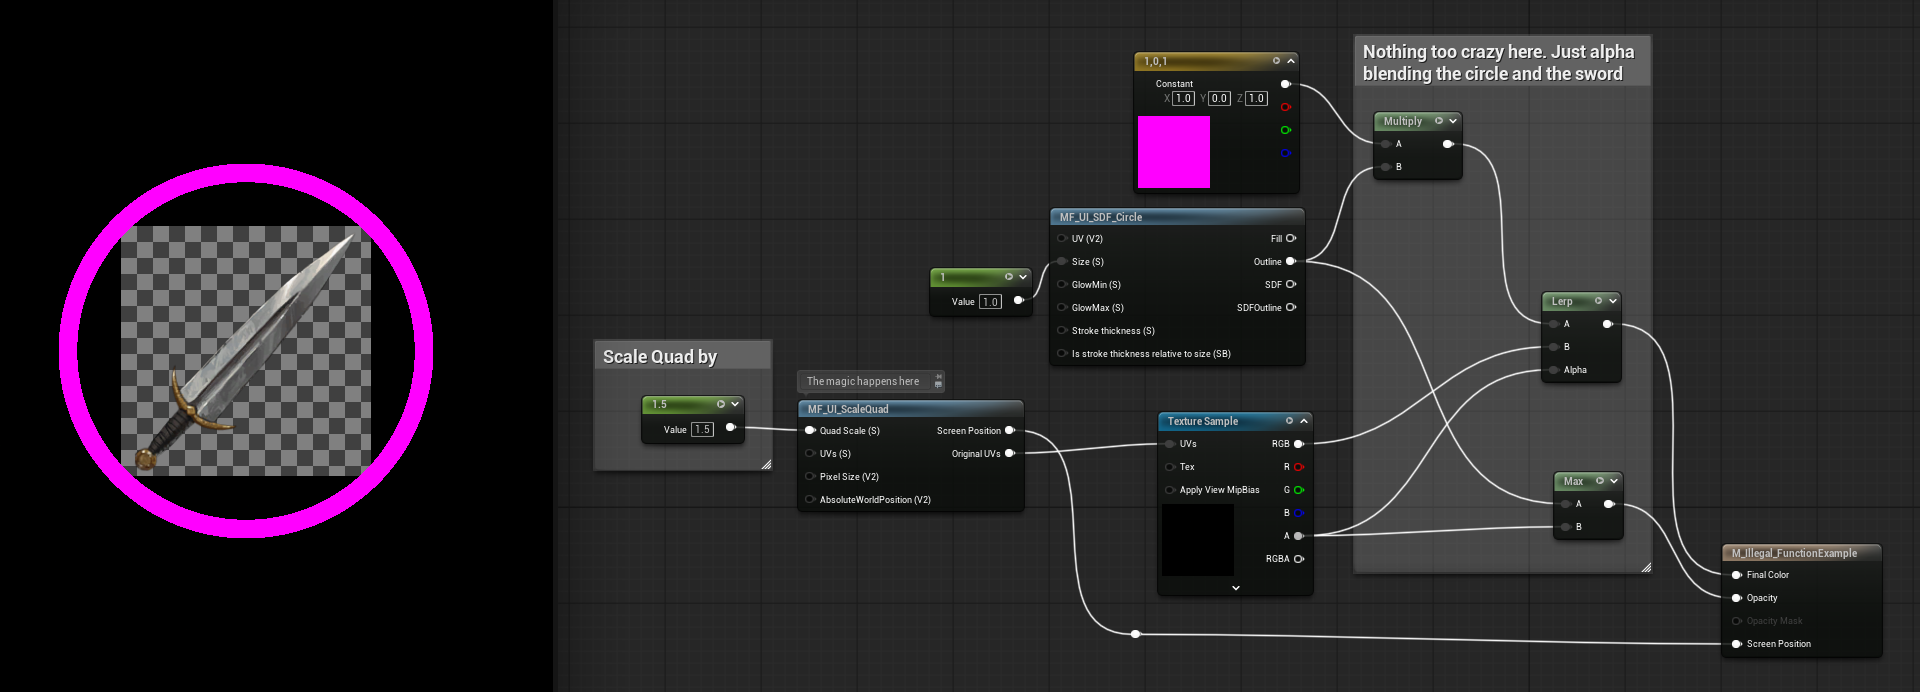 Nothing too crazy here. Just alpha
blending the circle and the sword
1,0,1
Constant
X 1.0 Y 0.0 Z 1.0
Multiply
A
B
MF_UI_SDF_Circle
UV (V2) Fill
Size (S) Outline
GlowMin (S) SDF
GlowMax (S) SDFOutline
Stroke thickness (S)
Is stroke thickness relative to size (SB)
1
Value 1.0
Lerp
A
B
Alpha
Scale Quad by
1.5
Value 1.5
The magic happens here
MF_UI_ScaleQuad
Quad Scale (S) Screen Position
UVs (S) Original UVs
Pixel Size (V2)
AbsoluteWorldPosition (V2)
Texture Sample
UVs RGB
Tex R
Apply View MipBias G
B
A
RGBA
Max
A
B
M_Illegal_FunctionExample
Final Color
Opacity
Opacity Mask
Screen Position